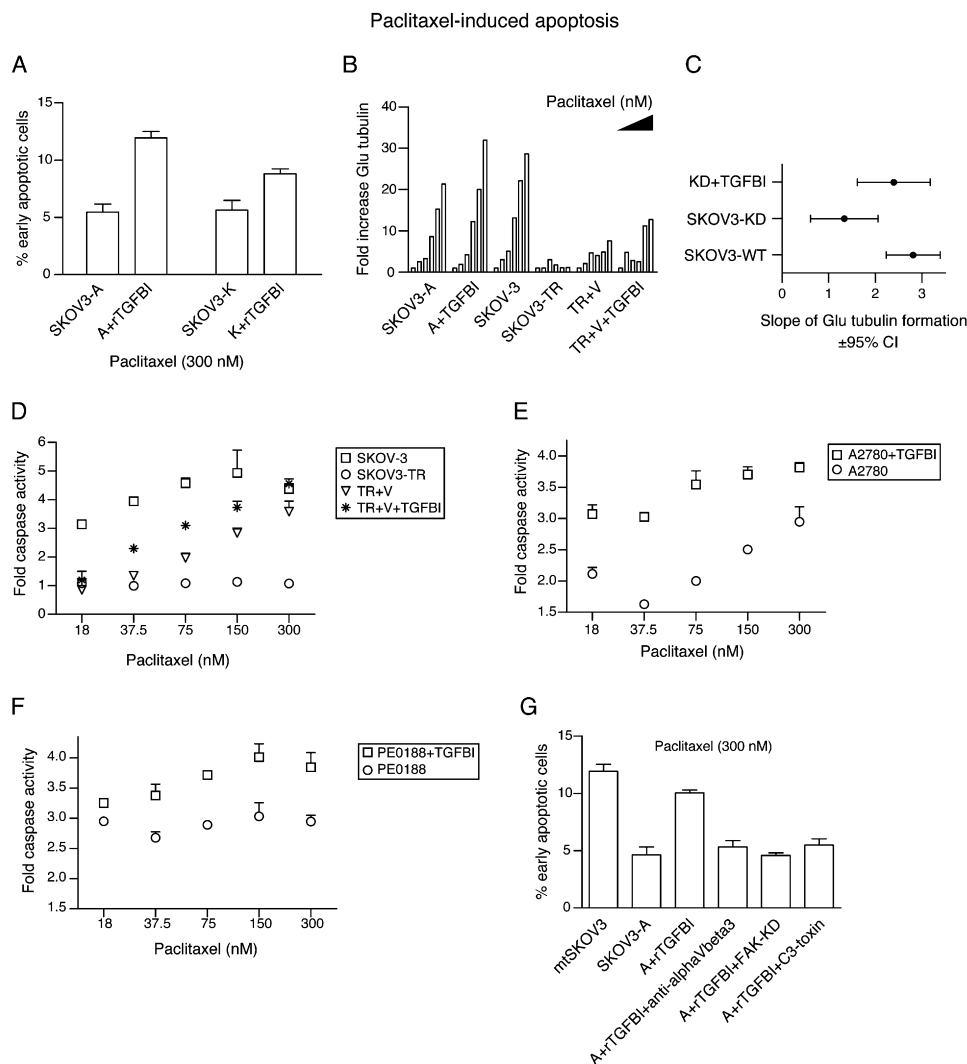 Paclitaxel-induced apoptosis
A
% early apoptotic cells
15
10
5
0
SKOV3-A
A+rTGFBI
SKOV3-K
K+rTGFBI
Paclitaxel (300 nM)
B
Fold increase Glu tubulin
Paclitaxel (nM)
40
30
20
10
0
SKOV3-A
A+TGFBI
SKOV-3
SKOV3-TR
TR+V
TR+V+TGFBI
C
KD+TGFBI
SKOV3-KD
SKOV3-WT
0 1 2 3
Slope of Glu tubulin formation
±95% CI
D
Fold caspase activity
6
5
4
3
2
1
0
18 37.5 75 150 300
Paclitaxel (nM)
SKOV-3
SKOV3-TR
TR+V
TR+V+TGFBI
E
Fold caspase activity
4.0
3.5
3.0
2.5
2.0
1.5
18 37.5 75 150 300
Paclitaxel (nM)
A2780+TGFBI
A2780
F
Fold caspase activity
4.0
3.5
3.0
2.5
2.0
1.5
18 37.5 75 150 300
Paclitaxel (nM)
PE0188+TGFBI
PE0188
G
% early apoptotic cells
Paclitaxel (300 nM)
15
10
5
0
mtSKOV3
SKOV3-A
A+rTGFBI
A+rTGFBI+anti-alphaVbeta3
A+rTGFBI+FAK-KD
A+rTGFBI+C3-toxin